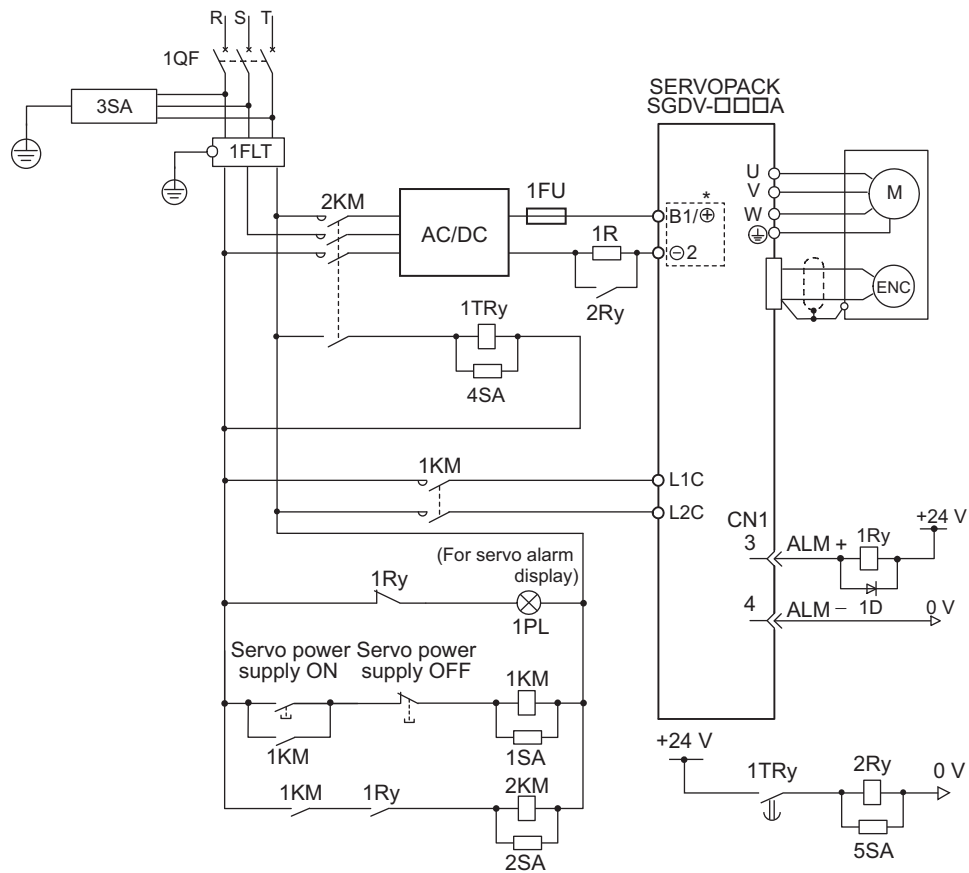 R S T
1QF
3SA
1FLT
SERVOPACK
SGDV-□□□A
2KM
AC/DC
1FU
1R
2Ry
B1/⊕
*
⊖2
U
V
W
M
ENC
1TRy
4SA
1KM
L1C
L2C
CN1
3
ALM +
1Ry
+24 V
1D
4
ALM −
0 V
(For servo alarm
display)
1Ry
1PL
Servo power
supply ON
Servo power
supply OFF
1KM
1KM
1SA
1KM
1Ry
2KM
2SA
+24 V
1TRy
2Ry
0 V
5SA